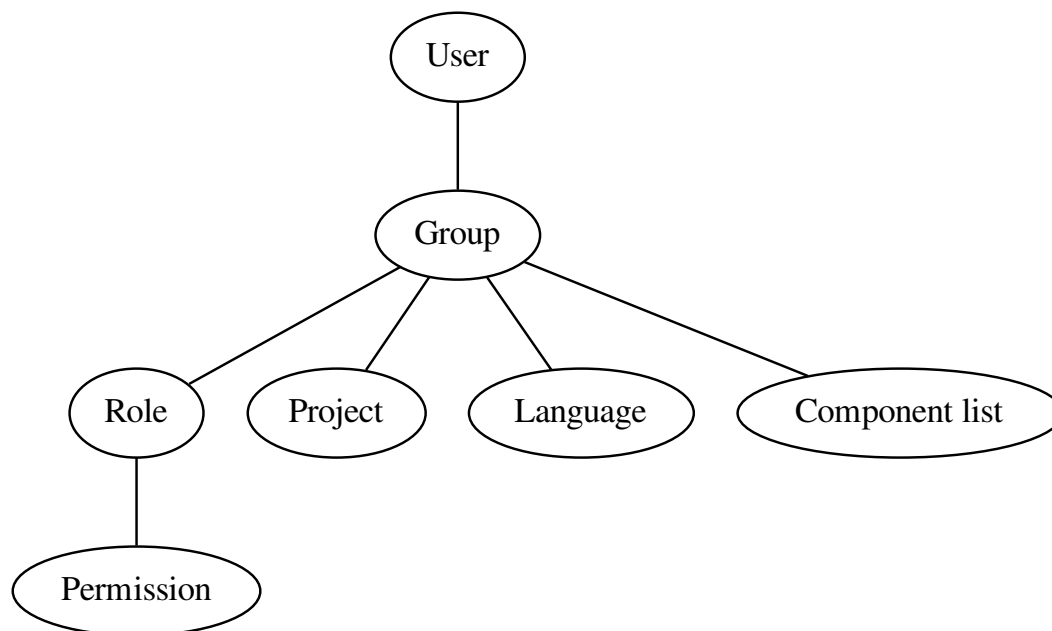 User
Group
Role
Project
Language
Component list
Permission